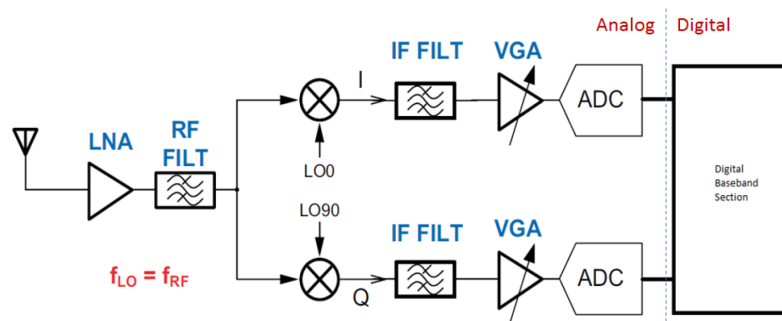 Analog Digital
IF FILT VGA
I
ADC
LNA
RF
FILT
LO0
Digital
Baseband
Section
LO90
IF FILT VGA
ADC
Q
fLO = fRF